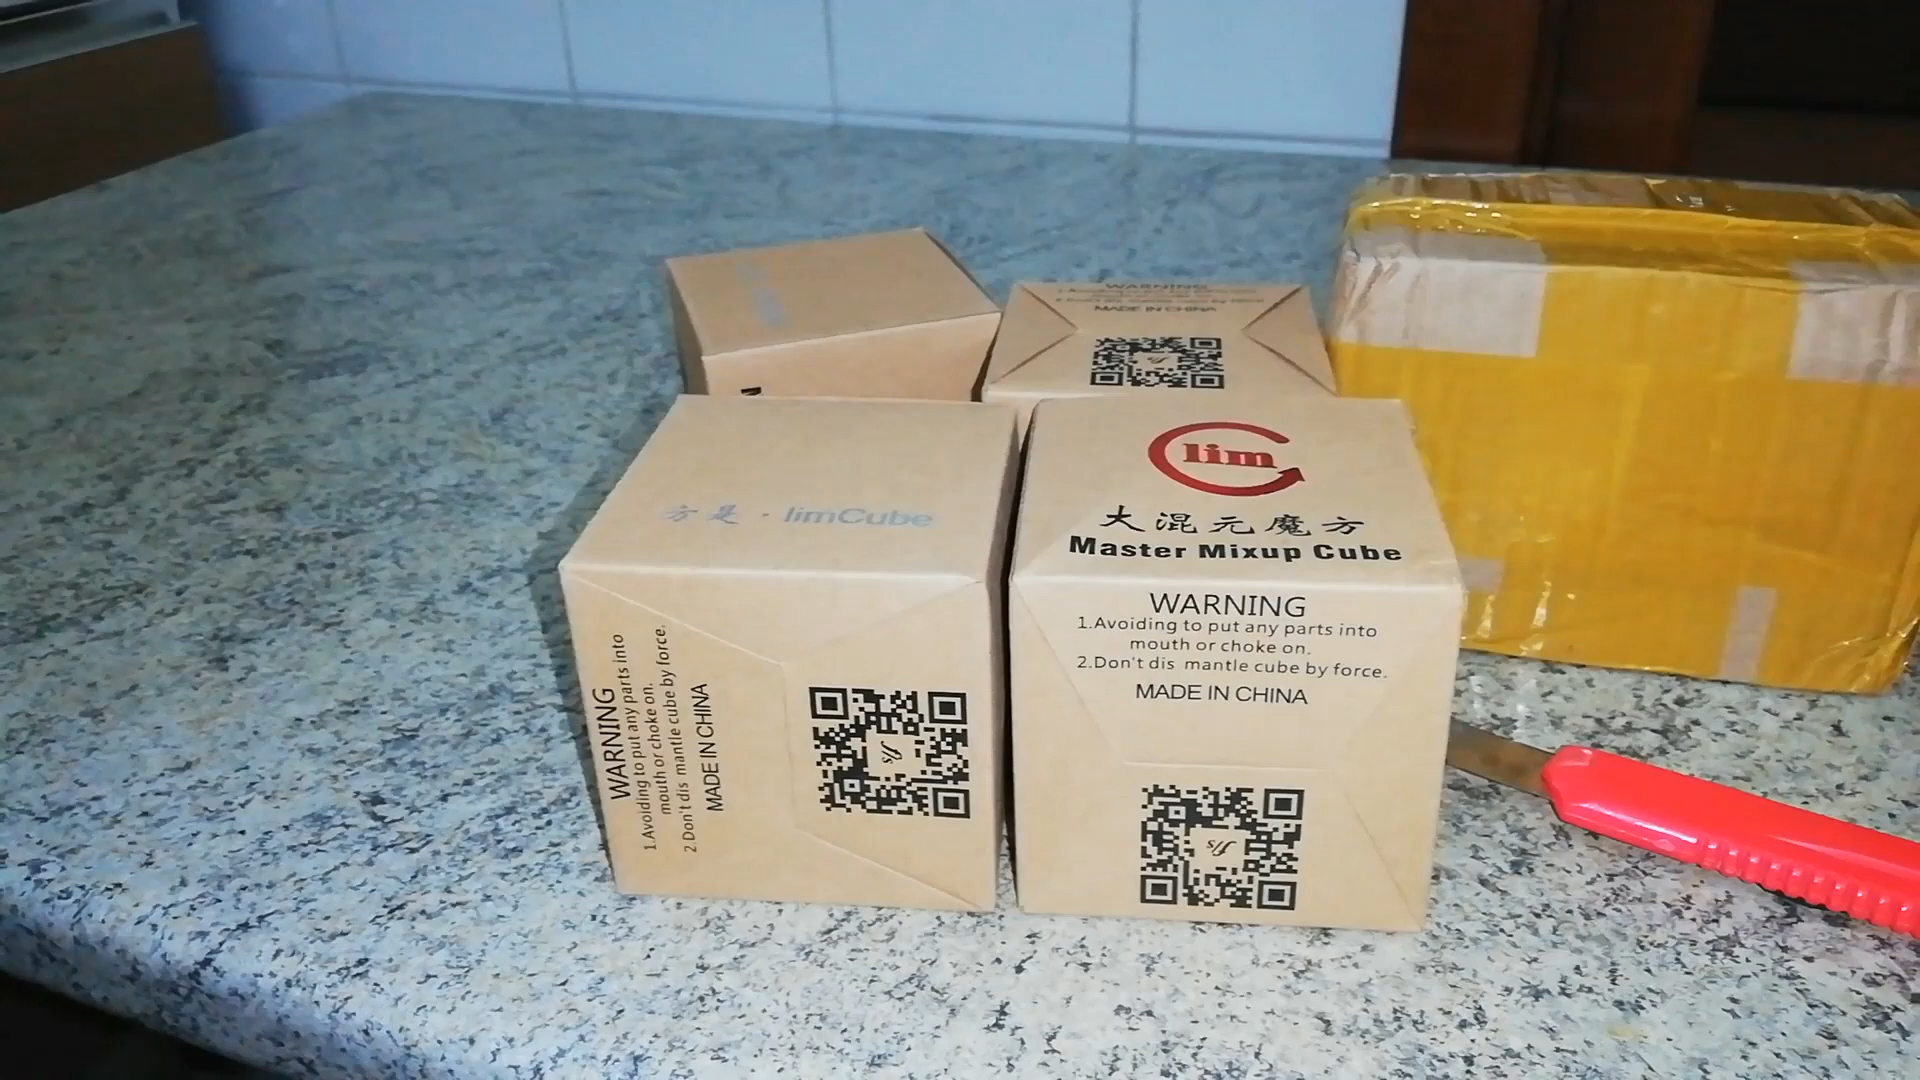 WARNING
MADE IN CHINA
lim
大混元魔方
Master Mixup Cube
方是·limCube
WARNING
1.Avoiding to put any parts into
mouth or choke on.
2.Don't dis mantle cube by force.
MADE IN CHINA
WARNING
1.Avoiding to put any parts into
mouth or choke on.
2.Don't dis mantle cube by force.
MADE IN CHINA